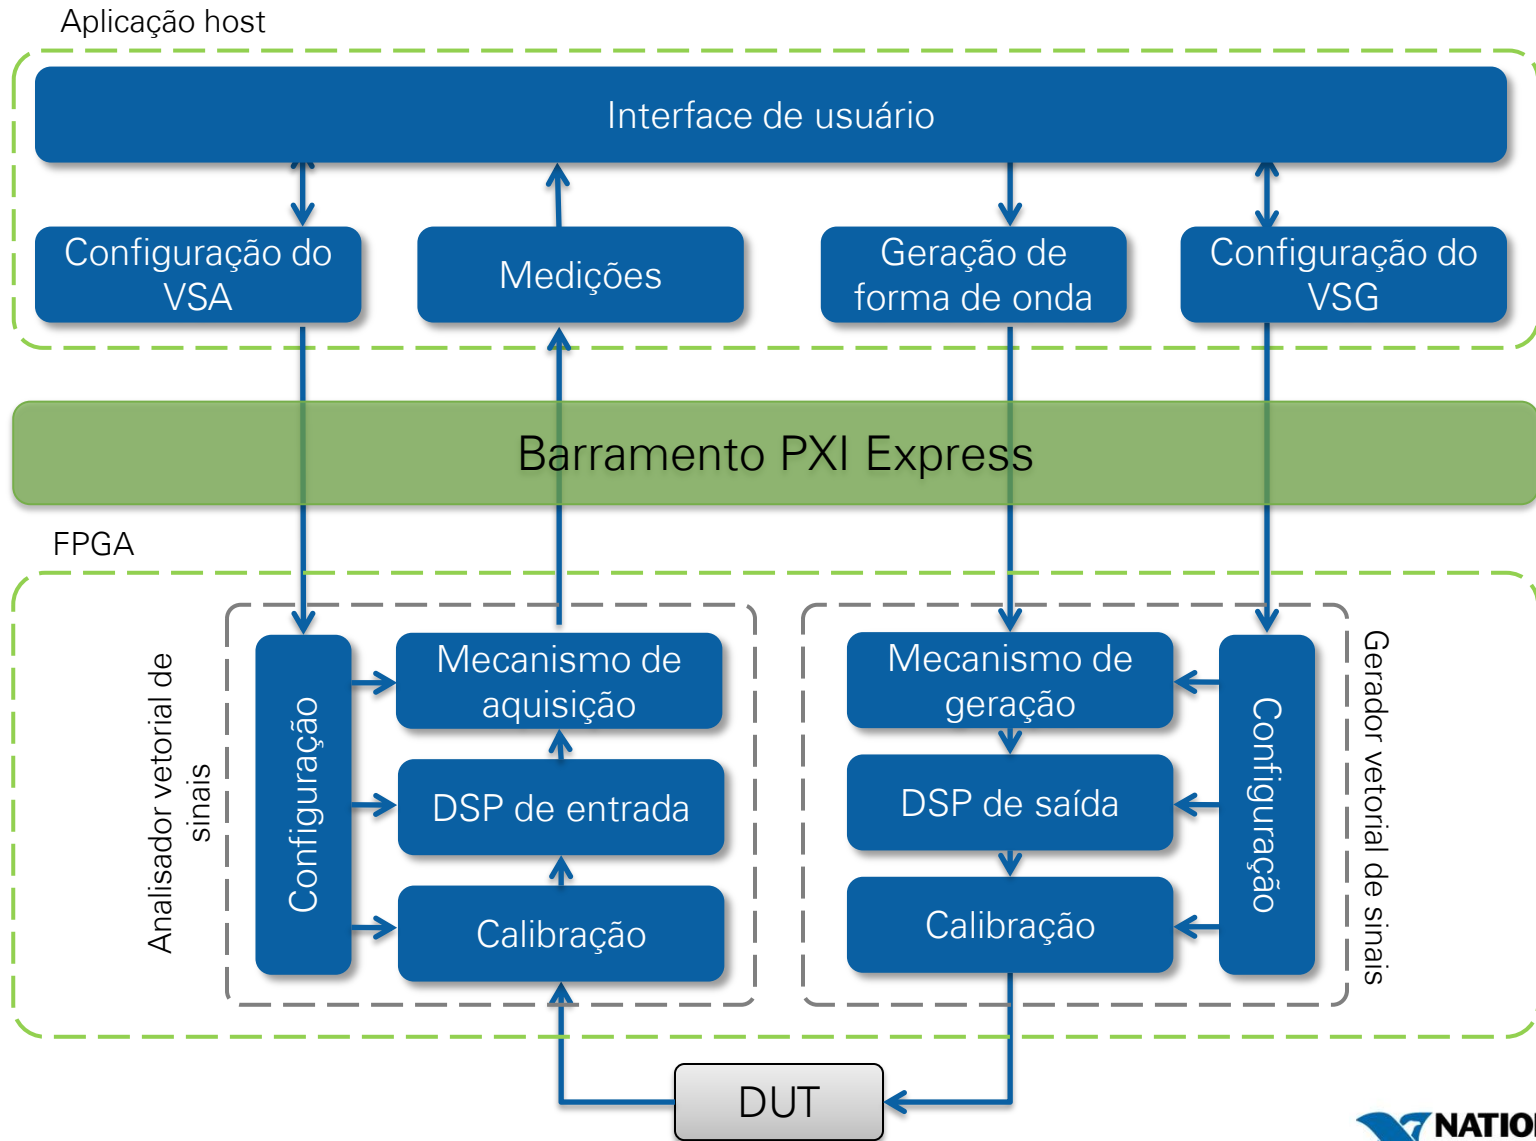 Aplicação host
Interface de usuário
Configuração do
VSA
Medições
Geração de
forma de onda
Configuração do
VSG
Barramento PXI Express
FPGA
Analisador vetorial de
sinais
Configuração
Mecanismo de
aquisição
DSP de entrada
Calibração
Mecanismo de
geração
DSP de saída
Calibração
Configuração
Gerador vetorial de sinais
DUT